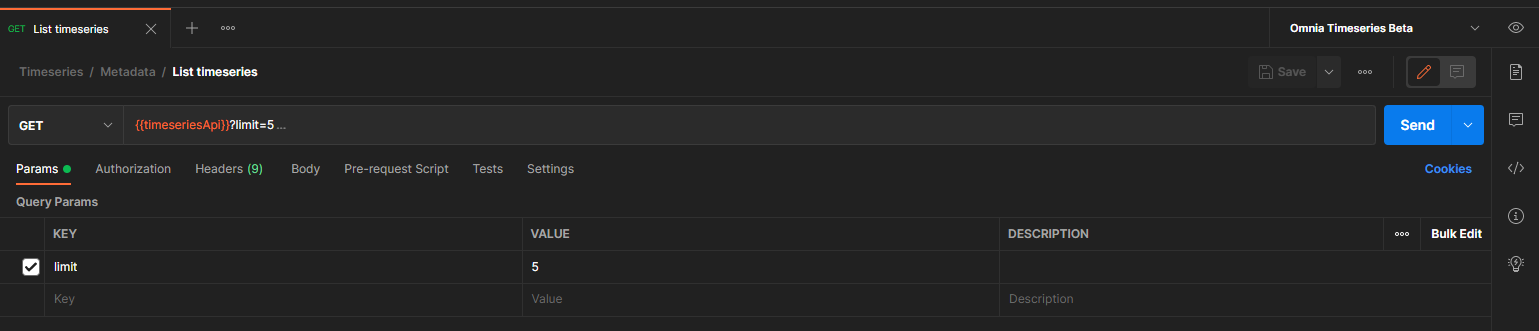 GET List timeseries Omnia Timeseries Beta
Timeseries / Metadata / List timeseries Save
GET {{timeseriesApi}}?limit=5 ... Send
Params Authorization Headers (9) Body Pre-request Script Tests Settings Cookies
Query Params
KEY VALUE DESCRIPTION Bulk Edit
limit 5
Key Value Description